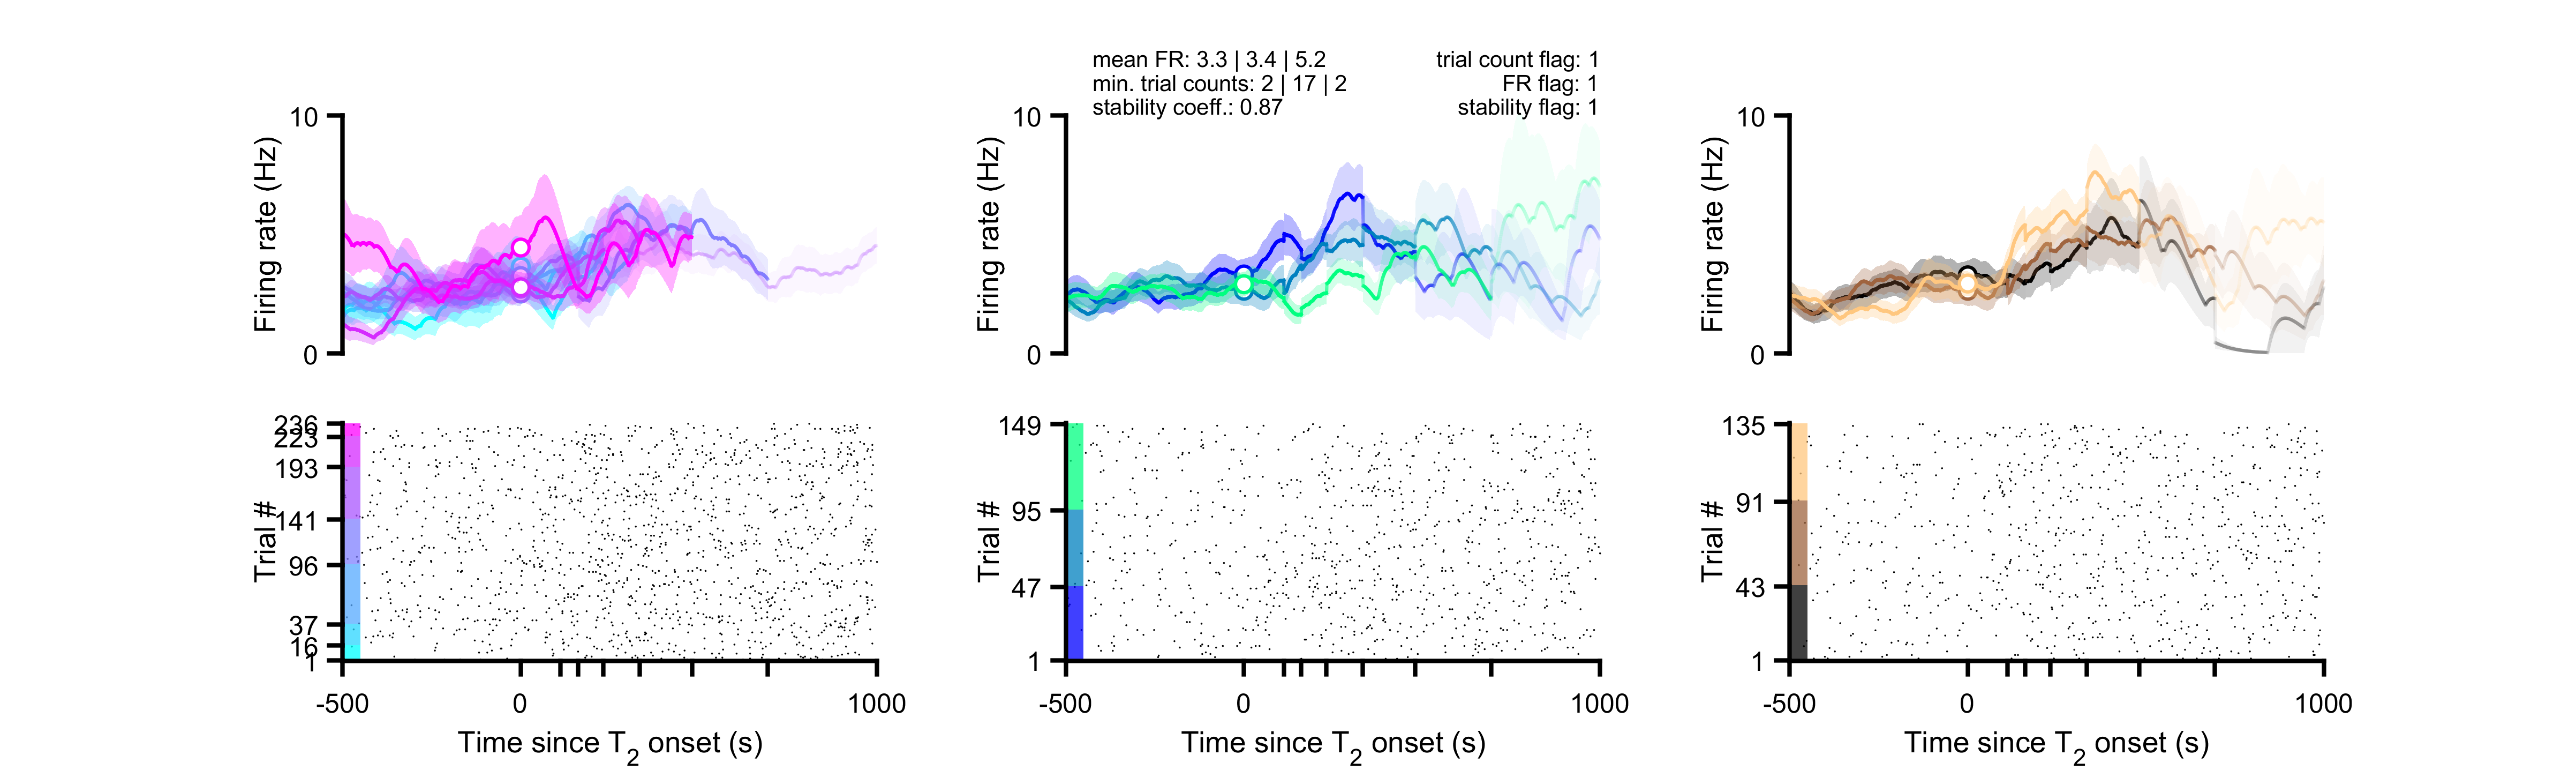 mean FR: 3.3 | 3.4 | 5.2
min. trial counts: 2 | 17 | 2
stability coeff.: 0.87
trial count flag: 1
FR flag: 1
stability flag: 1
10
0
Firing rate (Hz)
10
0
Firing rate (Hz)
10
0
Firing rate (Hz)
236
223
193
141
96
37
16
1
Trial #
-500
0
1000
Time since T2 onset (s)
149
95
47
1
Trial #
-500
0
1000
Time since T2 onset (s)
135
91
43
1
Trial #
-500
0
1000
Time since T2 onset (s)